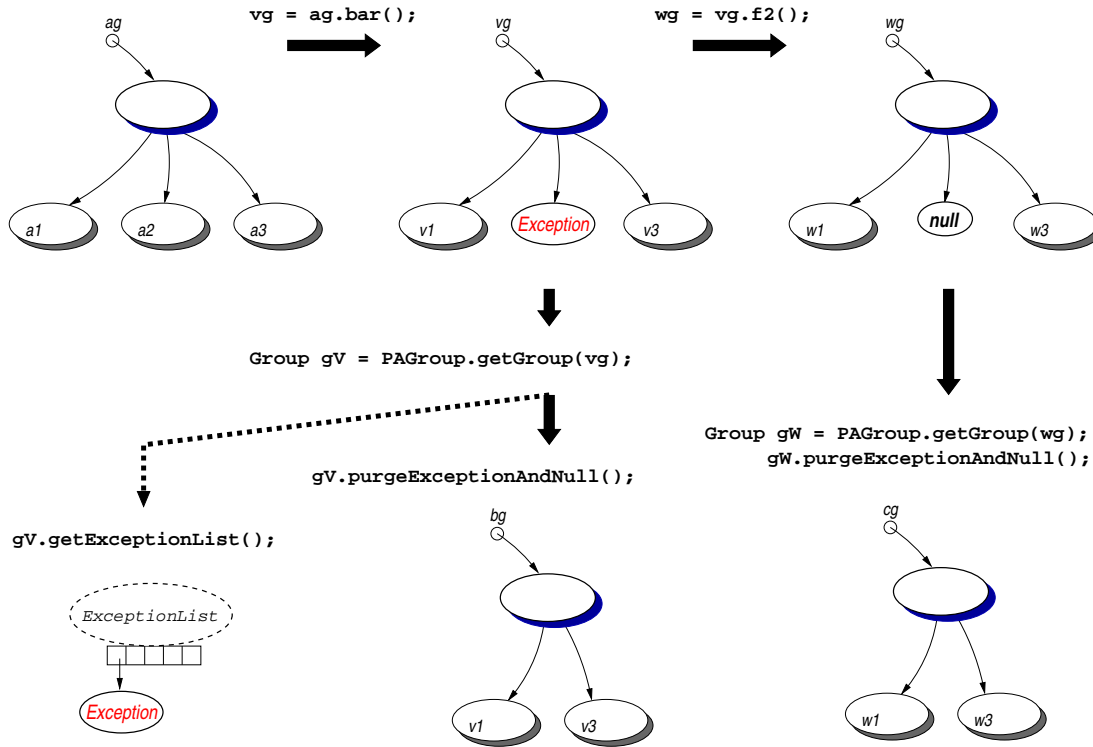 ag
vg = ag.bar();
vg
wg = vg.f2();
wg
a1
a2
a3
v1
Exception
v3
w1
null
w3
Group gV = PAGroup.getGroup(vg);
Group gW = PAGroup.getGroup(wg);
gW.purgeExceptionAndNull();
gV.purgeExceptionAndNull();
gV.getExceptionList();
bg
cg
ExceptionList
Exception
v1
v3
w1
w3